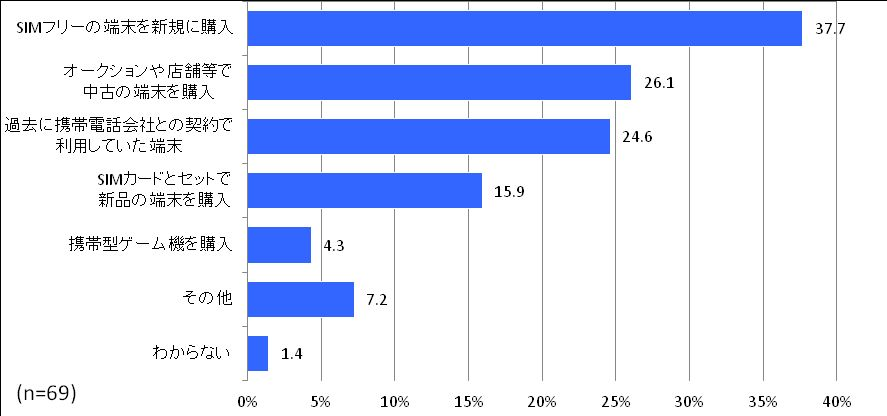 SIMフリーの端末を新規に購入
37.7
オークションや店舗等で
中古の端末を購入
26.1
過去に携帯電話会社との契約で
利用していた端末
24.6
SIMカードとセットで
新品の端末を購入
15.9
携帯型ゲーム機を購入
4.3
その他
7.2
わからない
1.4
(n=69)
0% 5% 10% 15% 20% 25% 30% 35% 40%